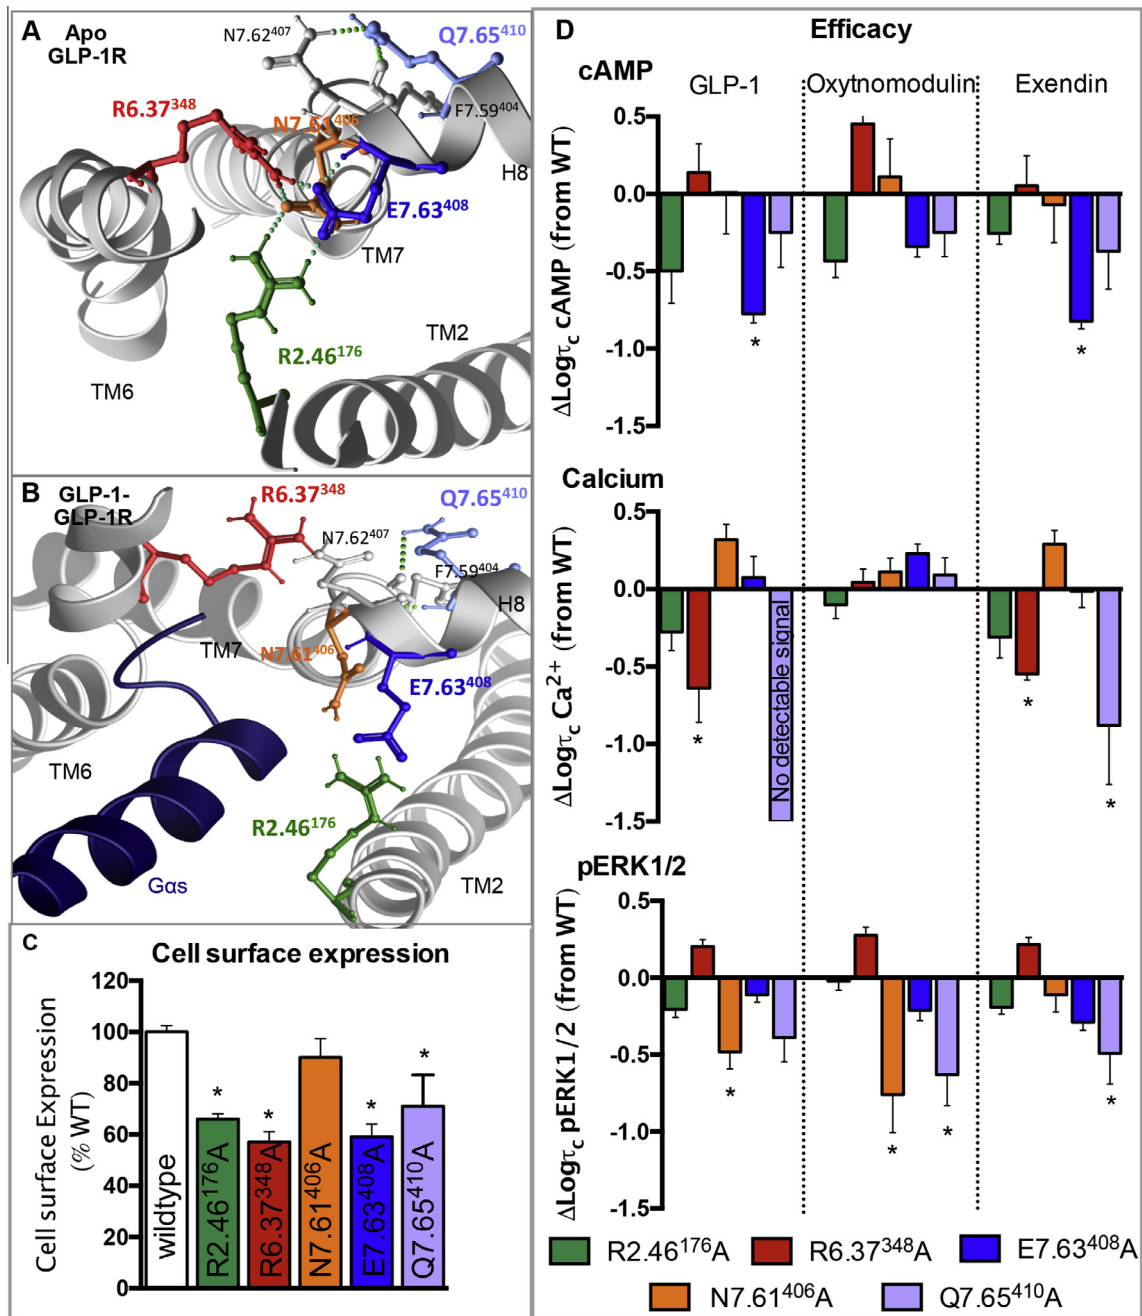 A
Apo
GLP-1R
N7.62⁴⁰⁷
Q7.65⁴¹⁰
R6.37³⁴⁸
N7.61⁴⁰⁶
F7.59⁴⁰⁴
H8
E7.63⁴⁰⁸
TM7
R2.46¹⁷⁶
TM2
TM6
B
GLP-1-
GLP-1R
R6.37³⁴⁸
Q7.65⁴¹⁰
N7.62⁴⁰⁷
F7.59⁴⁰⁴
H8
TM7
N7.61⁴⁰⁶
E7.63⁴⁰⁸
TM6
R2.46¹⁷⁶
Gαs
TM2
C
Cell surface expression
Cell surface Expression
(% WT)
120
100
80
60
40
20
0
*
*
*
*
wildtype
R2.46¹⁷⁶A
R6.37³⁴⁸A
N7.61⁴⁰⁶A
E7.63⁴⁰⁸A
Q7.65⁴¹⁰A
D
Efficacy
cAMP
GLP-1
Oxytnomodulin
Exendin
ΔLogτc cAMP (from WT)
0.5
0.0
-0.5
-1.0
-1.5
*
*
Calcium
ΔLogτc Ca²⁺ (from WT)
0.5
0.0
-0.5
-1.0
-1.5
No detectable signal
*
*
*
pERK1/2
ΔLogτc pERK1/2 (from WT)
0.5
0.0
-0.5
-1.0
-1.5
*
*
*
*
R2.46¹⁷⁶A
R6.37³⁴⁸A
E7.63⁴⁰⁸A
N7.61⁴⁰⁶A
Q7.65⁴¹⁰A